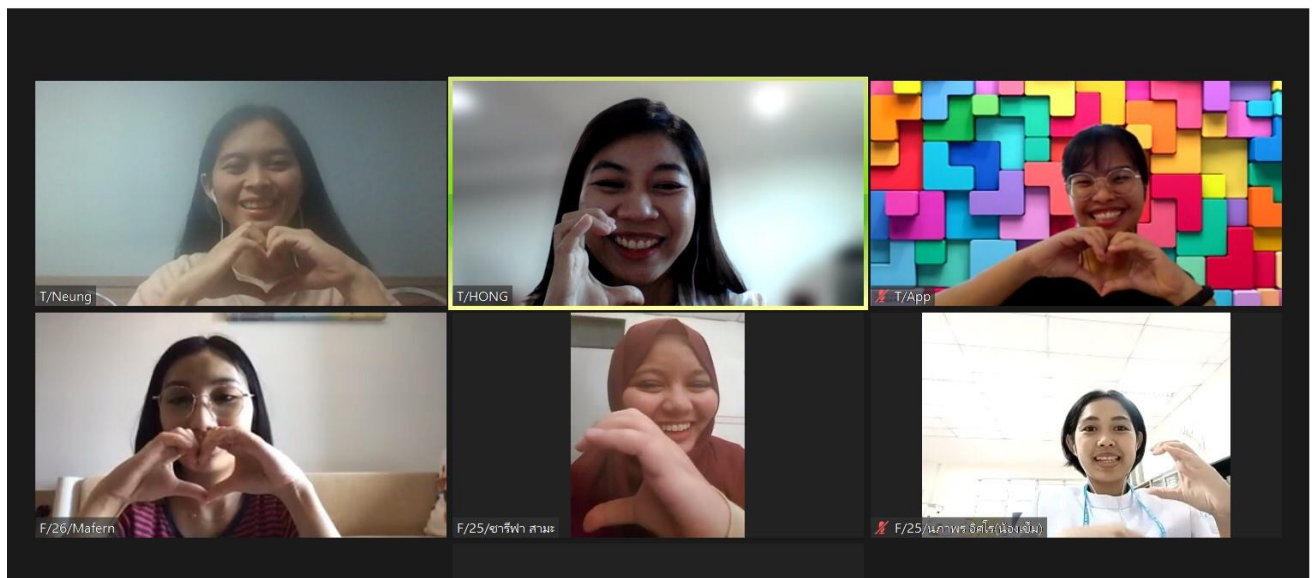 T/Neung
T/HONG
T/App
F/26/Mafern
F/25/ซารีฟา สามะ
F/25/นภาพร อิศโร(น้องเข้ม)